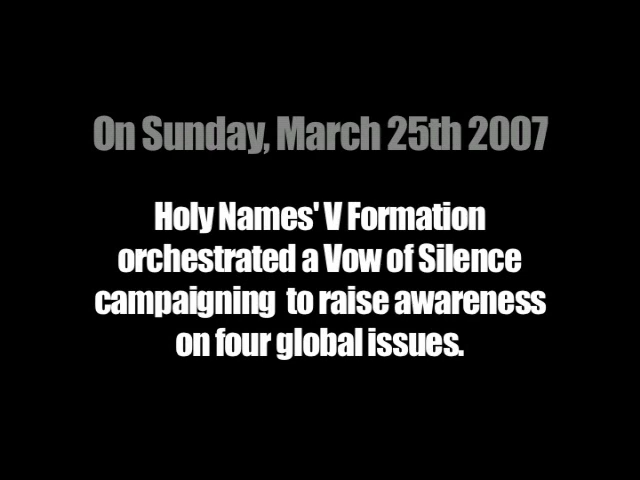 On Sunday, March 25th 2007
Holy Names' V Formation
orchestrated a Vow of Silence
campaigning to raise awareness
on four global issues.